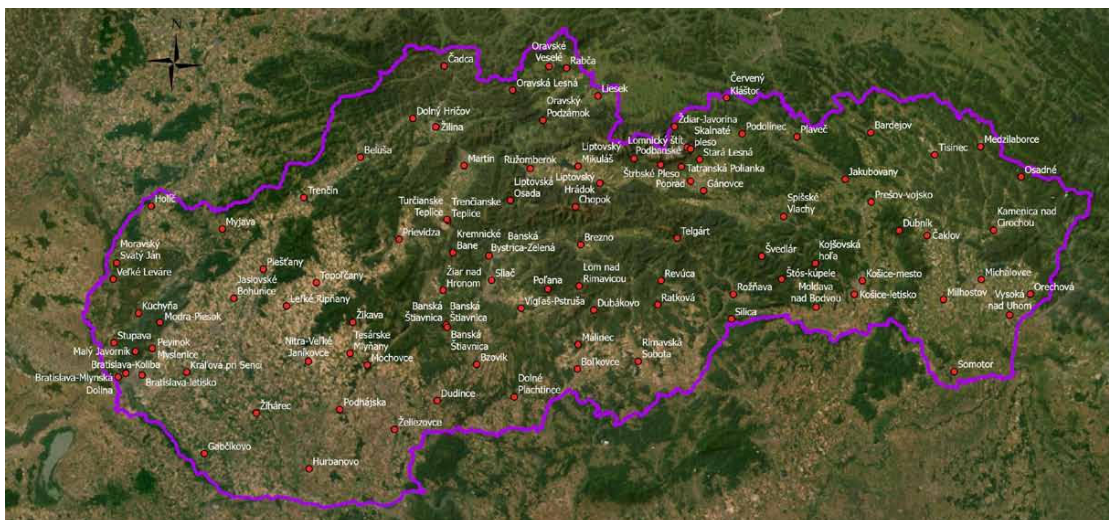 N
Oravské
Veselé
Rabča
Čadca
Oravská Lesná
Liesek
Červený
Kláštor
Dolný Hričov
Žilina
Oravský
Podzámok
Ždiar-Javorina
Skalnaté
pleso
Podolínec
Plaveč
Bardejov
Medzilaborce
Tisinec
Beluša
Martin
Ružomberok
Liptovský
Mikuláš
Lomnický štít
Podbanské
Stará Lesná
Štrbské Pleso
Tatranská Polianka
Poprad
Gánovce
Jakubovany
Osadné
Trenčín
Liptovská
Osada
Liptovský
Hrádok
Chopok
Prešov-vojsko
Holíč
Myjava
Turčianske
Teplice
Trenčianske
Teplice
Spišské
Vlachy
Kamenica nad
Cirochou
Prievidza
Kremnické
Bane
Banská
Bystrica-Zelená
Brezno
Telgárt
Dubník
Čaklov
Moravský
Svätý Ján
Veľké Leváre
Piešťany
Švedlár
Kojšovská
hoľa
Jaslovské
Bohunice
Topoľčany
Žiar nad
Hronom
Sliač
Poľana
Lom nad
Rimavicou
Revúca
Štós-kúpele
Košice-mesto
Michalovce
Orechová
Kuchyňa
Modra-Piesok
Banská
Štiavnica
Banská
Štiavnica
Banská
Štiavnica
Vígľaš-Pstruša
Dubákovo
Ratková
Rožňava
Moldava
nad Bodvou
Košice-letisko
Milhostov
Vysoká
nad Uhom
Žikava
Silica
Stupava
Malý Javorník
Myslenice
Nitra-Veľké
Janíkovce
Tesárske
Mlyňany
Mochovce
Málinec
Rimavská
Sobota
Bratislava-Koliba
Bratislava-Mlynská
Dolina
Bratislava-letisko
Kráľová pri Senci
Bzovík
Boľkovce
Somotor
Žihárec
Podhájska
Dudince
Dolné
Plachtince
Želiezovce
Gabčíkovo
Hurbanovo